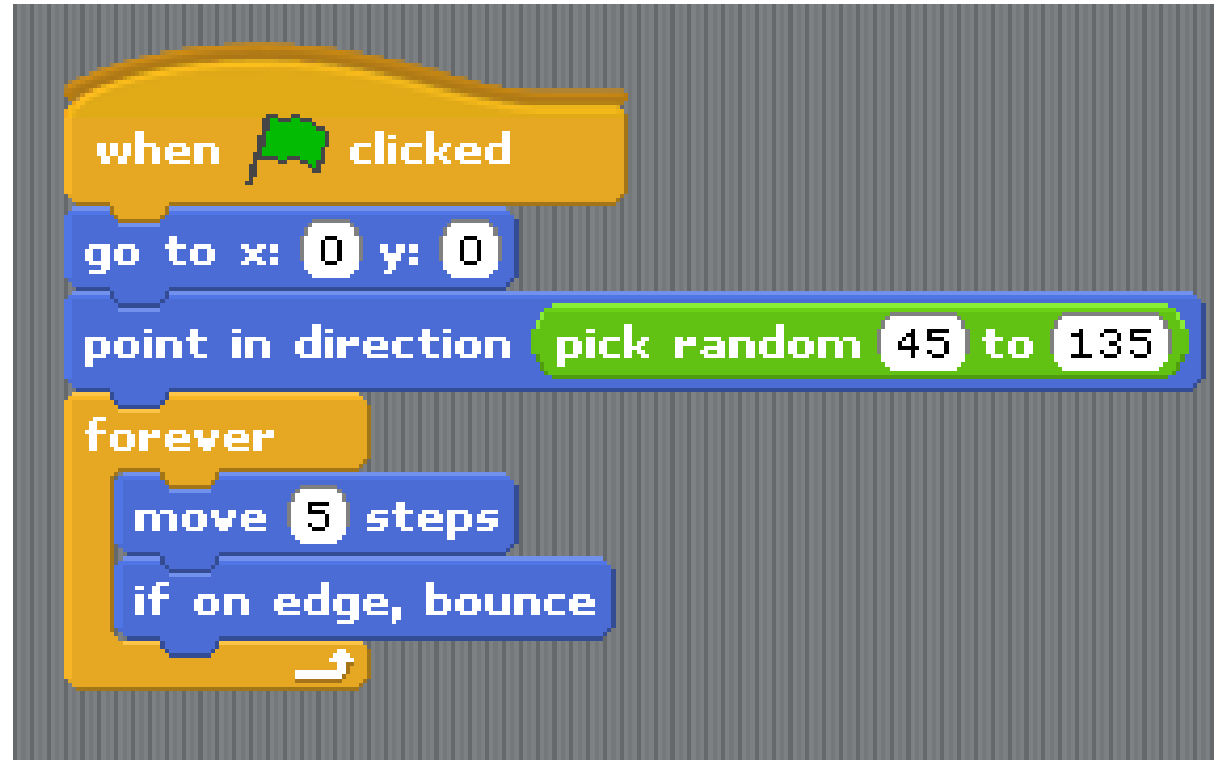 when clicked
go to x: 0 y: 0
point in direction pick random 45 to 135
forever
move 5 steps
if on edge, bounce